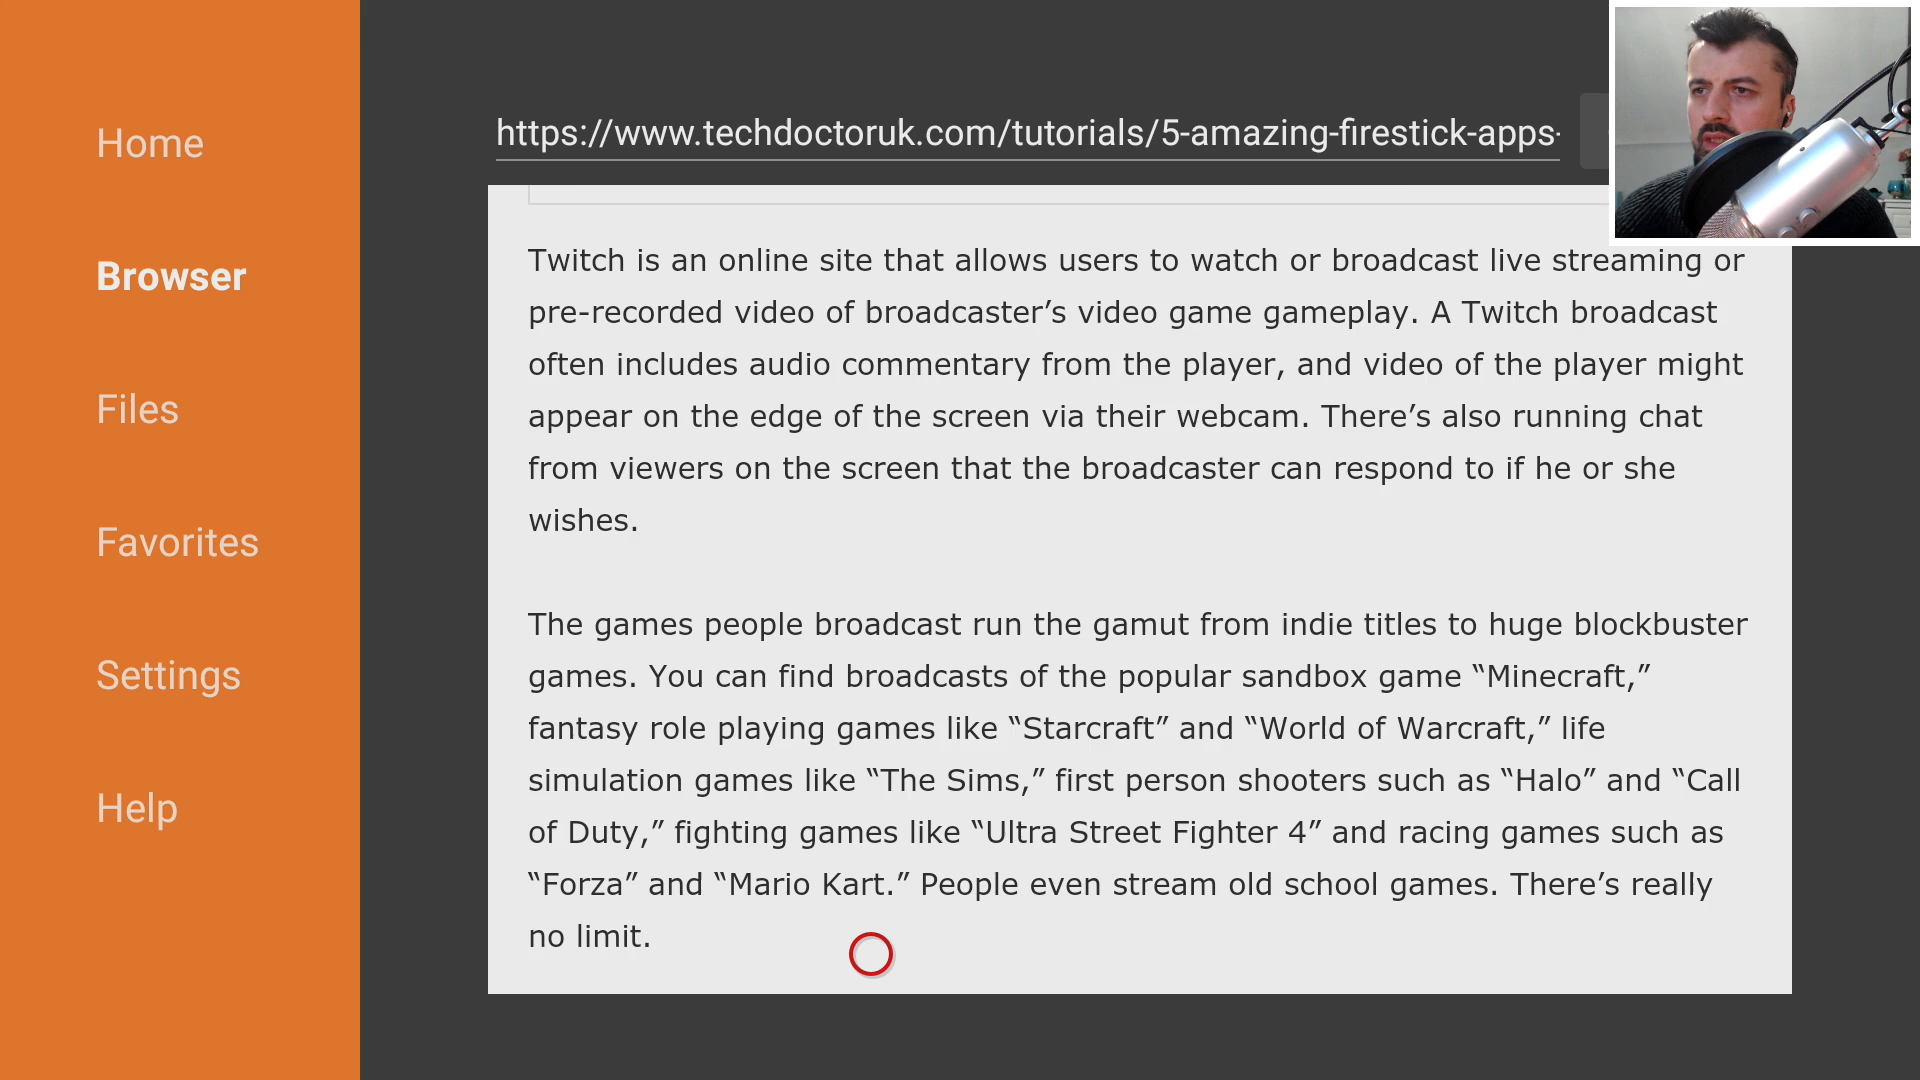 Home
Browser
Files
Favorites
Settings
Help
https://www.techdoctoruk.com/tutorials/5-amazing-firestick-apps-
Twitch is an online site that allows users to watch or broadcast live streaming or
pre-recorded video of broadcaster’s video game gameplay. A Twitch broadcast
often includes audio commentary from the player, and video of the player might
appear on the edge of the screen via their webcam. There’s also running chat
from viewers on the screen that the broadcaster can respond to if he or she
wishes.
The games people broadcast run the gamut from indie titles to huge blockbuster
games. You can find broadcasts of the popular sandbox game “Minecraft,”
fantasy role playing games like “Starcraft” and “World of Warcraft,” life
simulation games like “The Sims,” first person shooters such as “Halo” and “Call
of Duty,” fighting games like “Ultra Street Fighter 4” and racing games such as
“Forza” and “Mario Kart.” People even stream old school games. There’s really
no limit.